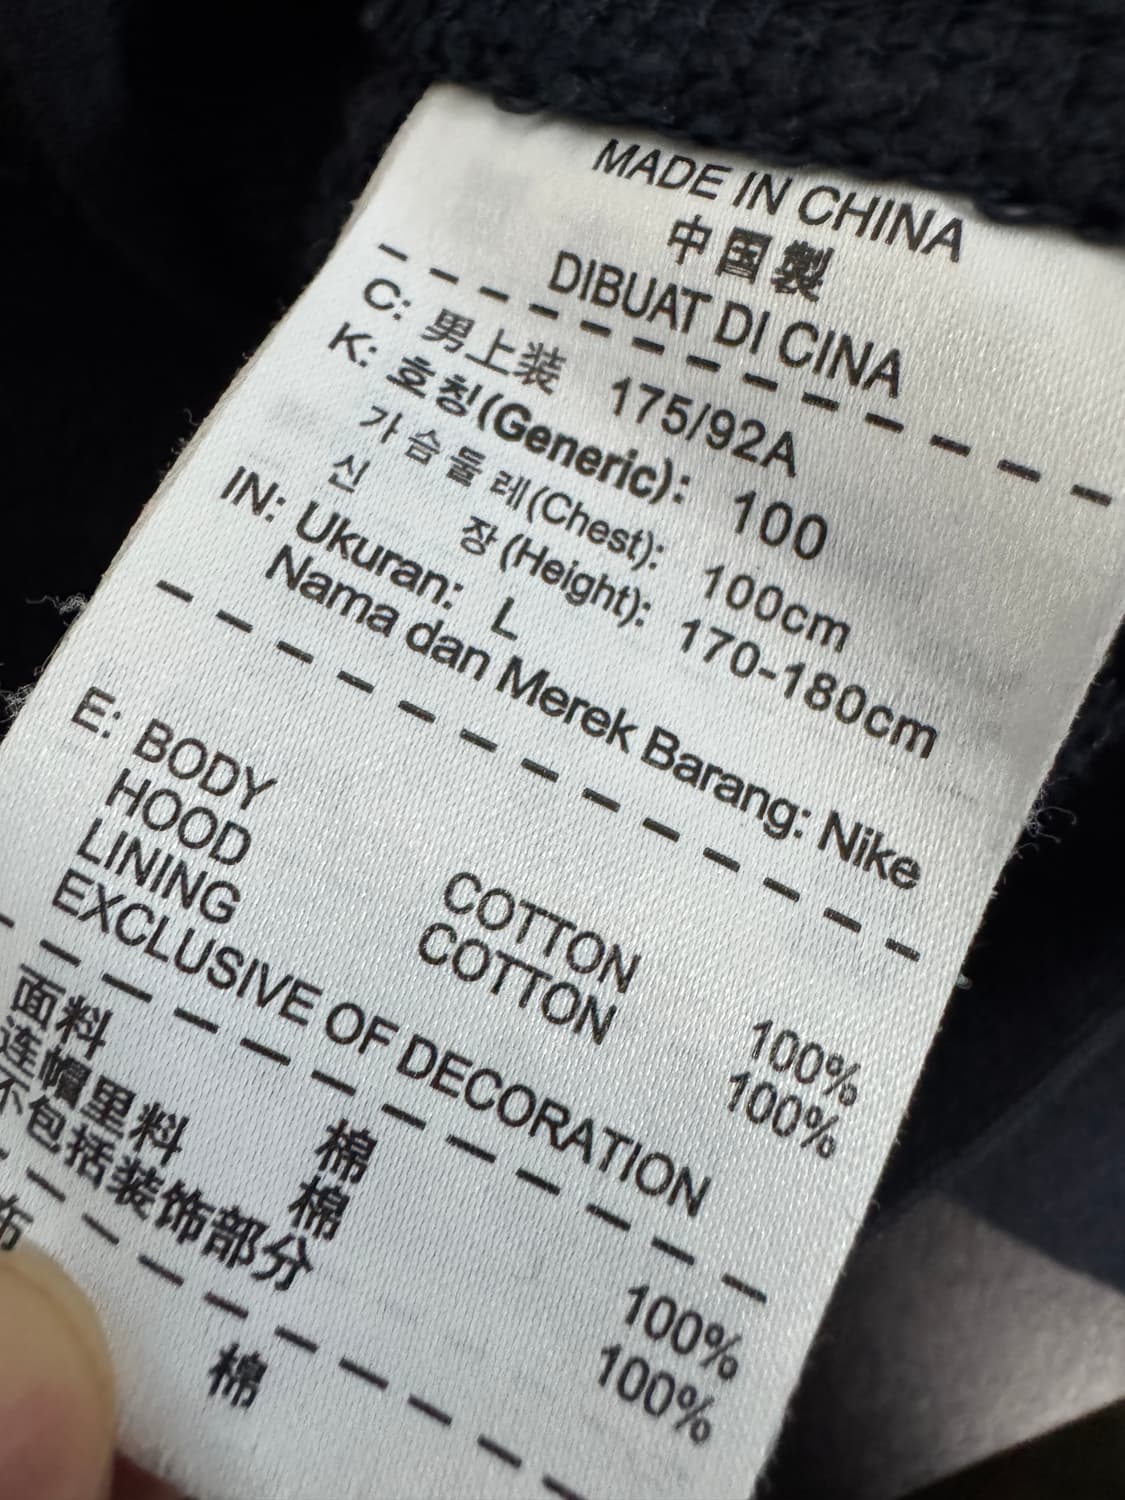 MADE IN CHINA
中国製
DIBUAT DI CINA
C: 男上装 175/92A
K: 호칭(Generic): 100
가슴둘레(Chest): 100cm
신 장(Height): 170-180cm
IN: Ukuran: L
Nama dan Merek Barang: Nike
E: BODY COTTON 100%
HOOD
LINING COTTON 100%
EXCLUSIVE OF DECORATION
面料 棉 100%
连帽里料 棉 100%
不包括装饰部分
布
棉